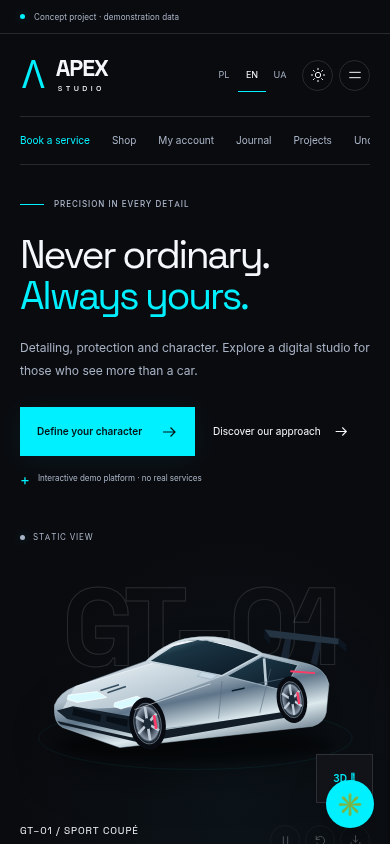 Concept project · demonstration data
APEX
STUDIO
PL EN UA
Book a service Shop My account Journal Projects
PRECISION IN EVERY DETAIL
Never ordinary.
Always yours.
Detailing, protection and character. Explore a digital studio for
those who see more than a car.
Define your character → Discover our approach →
+ Interactive demo platform · no real services
STATIC VIEW
GT-01
3D
GT-01 / SPORT COUPÉ